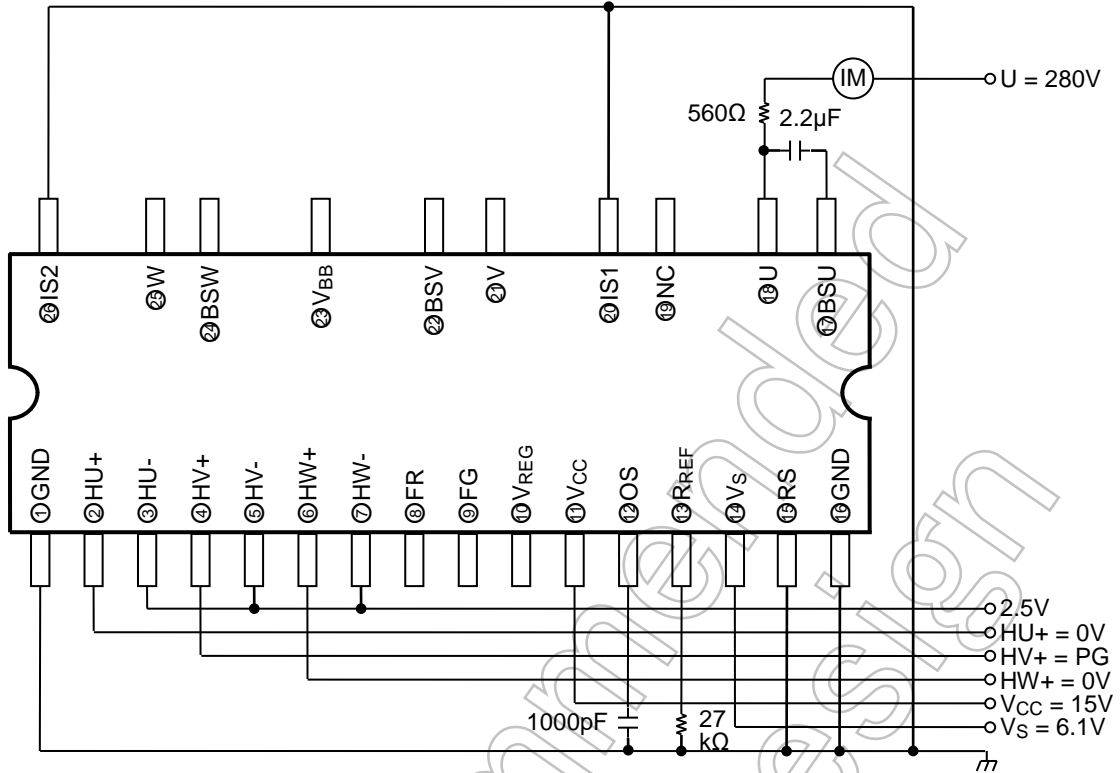 IM
U = 280V
560Ω
2.2µF
㉖IS2
㉕W
㉔BSW
㉓VBB
㉒BSV
㉑V
⑳IS1
⑲NC
⑱U
⑰BSU
①GND
②HU+
③HU-
④HV+
⑤HV-
⑥HW+
⑦HW-
⑧FR
⑨FG
⑩VREG
⑪VCC
⑫OS
⑬RREF
⑭VS
⑮RS
⑯GND
2.5V
HU+ = 0V
HV+ = PG
HW+ = 0V
VCC = 15V
VS = 6.1V
1000pF
27
kΩ
mmended
esign